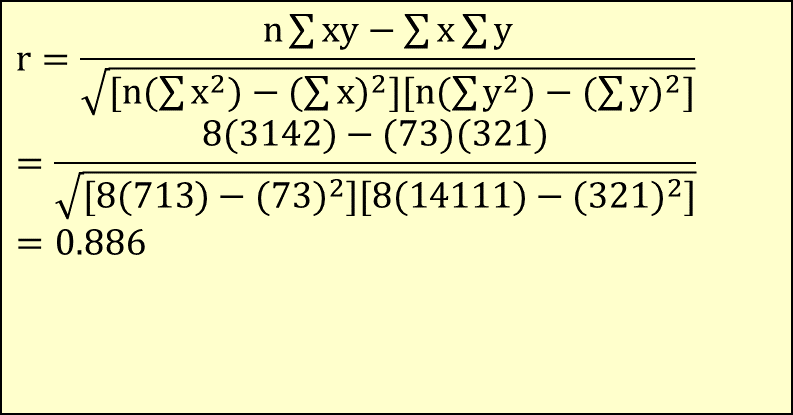 r = n ∑ xy − ∑ x ∑ y / √[n(∑ x²) − (∑ x)²][n(∑ y²) − (∑ y)²]
= 8(3142) − (73)(321) / √[8(713) − (73)²][8(14111) − (321)²]
= 0.886